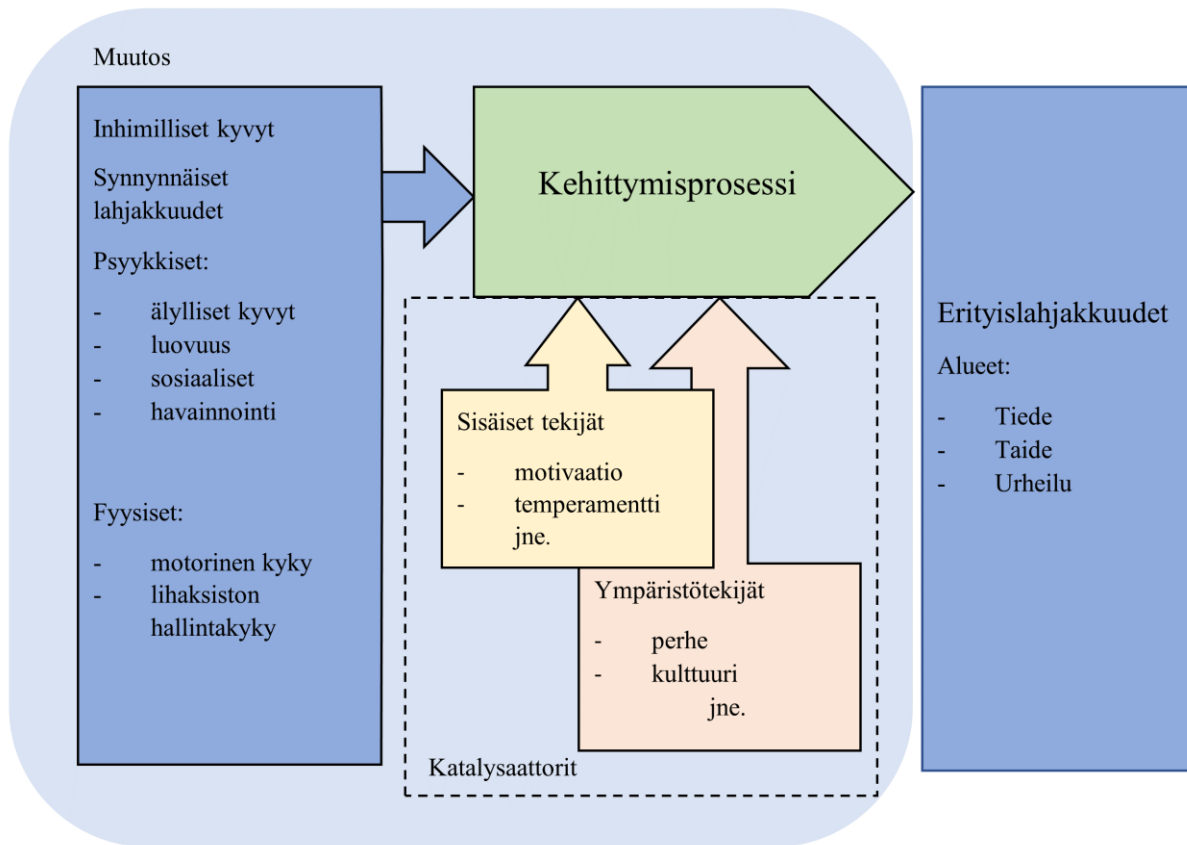 Muutos
Inhimilliset kyvyt
Synnynäiset
lahjakkuudet
Psyykkiset:
- älylliset kyvyt
- luovuus
- sosiaaliset
- havainnointi
Fyysiset:
- motorinen kyky
- lihaksiston
hallintakyky
Kehittymisprosessi
Sisäiset tekijät
- motivaatio
- temperamentti
jne.
Ympäristötekijät
- perhe
- kulttuuri
jne.
Katalysaattorit
Erityislahjakkuudet
Alueet:
- Tiede
- Taide
- Urheilu